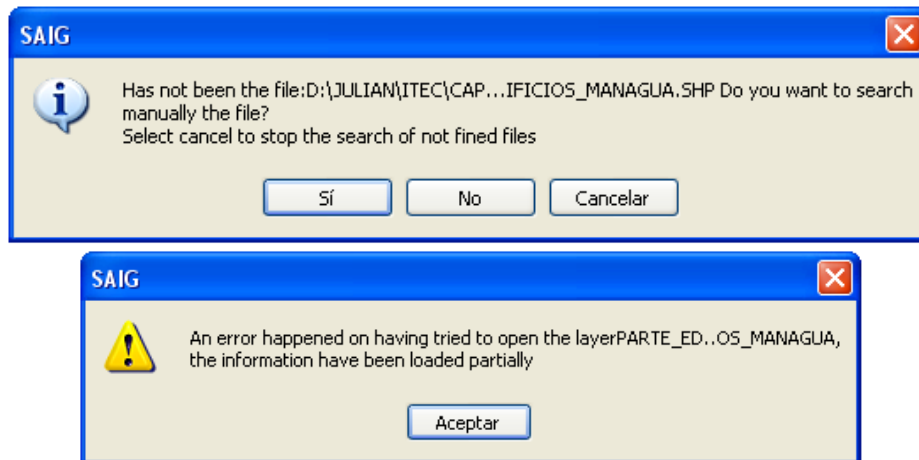 SAIG
Has not been the file:D:\JULIAN\ITEC\CAP...IFICIOS_MANAGUA.SHP Do you want to search
manually the file?
Select cancel to stop the search of not fined files
Sí No Cancelar
SAIG
An error happened on having tried to open the layerPARTE_ED..OS_MANAGUA,
the information have been loaded partially
Aceptar